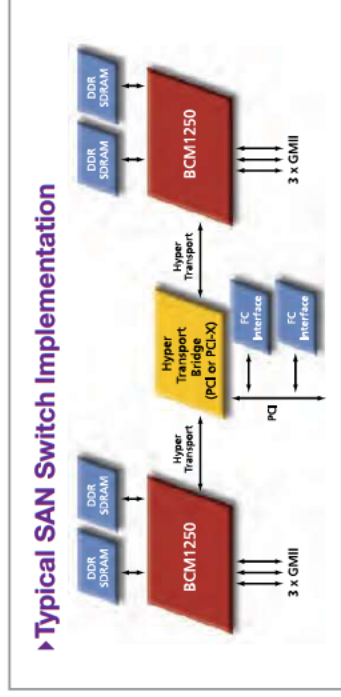 ▸Typical SAN Switch Implementation
DDR
SDRAM
DDR
SDRAM
DDR
SDRAM
DDR
SDRAM
BCM1250
Hyper
Transport
Hyper
Transport
Bridge
(PCI or PCI-X)
Hyper
Transport
BCM1250
3 x GMII
PCI
FC
Interface
FC
Interface
3 x GMII